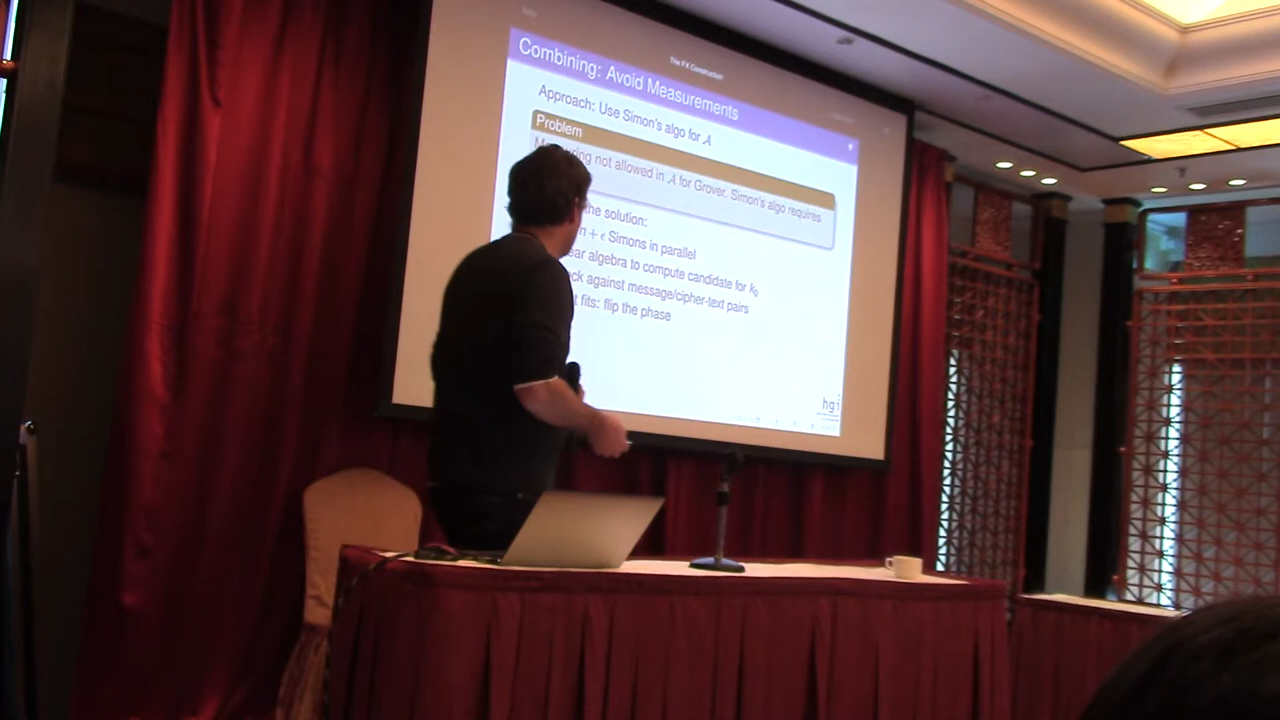 The FX Construction
Combining: Avoid Measurements
Approach: Use Simon's algo for 𝒜
Problem
not allowed in 𝒜 for Grover, Simon's algo requires
the solution:
n + ϵ Simons in parallel
algebra to compute candidate for k₀
against message/cipher-text pairs
fits: flip the phase
hgi